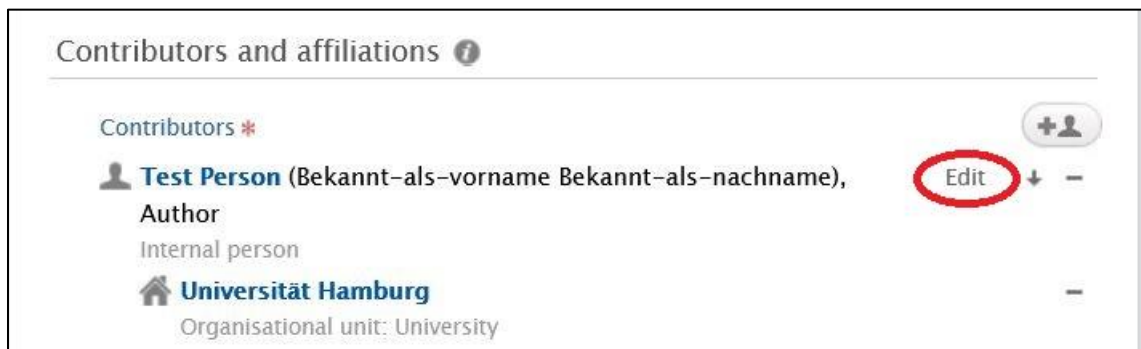 Contributors and affiliations
Contributors *
Test Person (Bekannt-als-vorname Bekannt-als-nachname), Edit
Author
Internal person
Universität Hamburg
Organisational unit: University